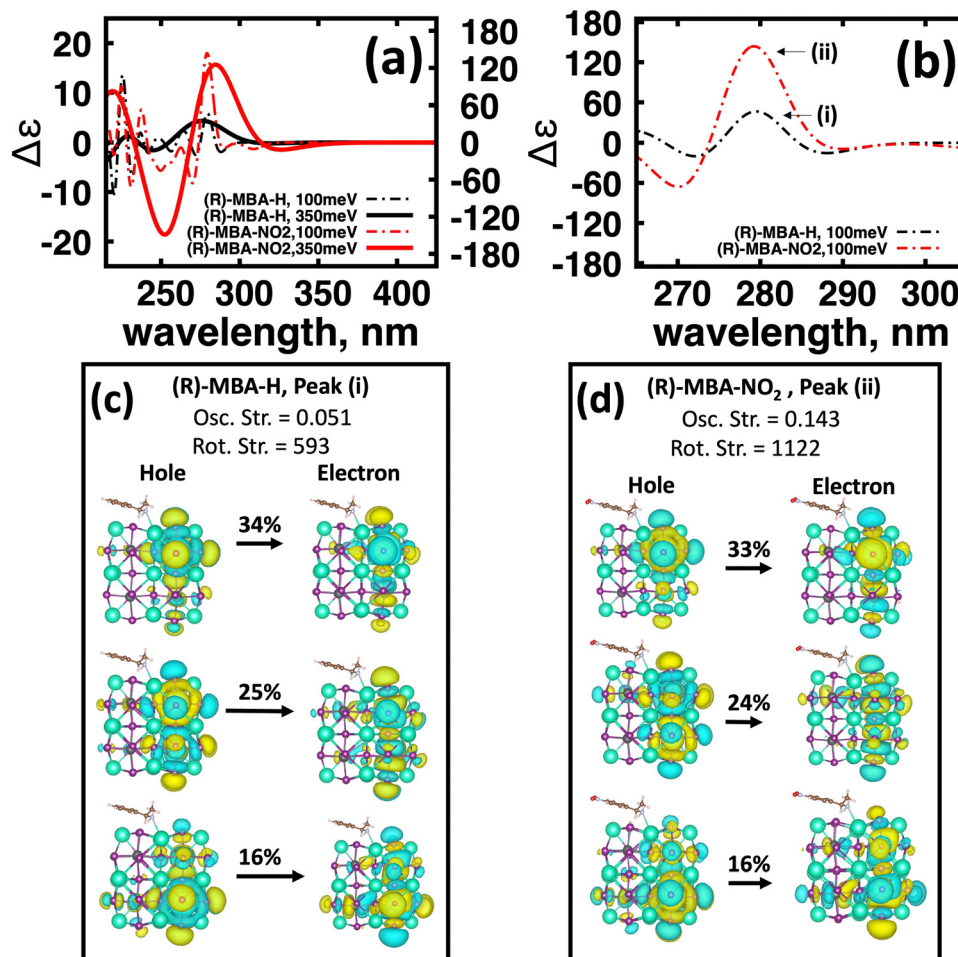 (a)
Δε
20
10
0
-10
-20
180
120
60
0
-60
-120
-180
(R)-MBA-H, 100meV
(R)-MBA-H, 350meV
(R)-MBA-NO2,100meV
(R)-MBA-NO2,350meV
250 300 350 400
wavelength, nm
(b)
Δε
180
120
60
0
-60
-120
-180
(ii)
(i)
(R)-MBA-H, 100meV
(R)-MBA-NO2,100meV
270 280 290 300
wavelength, nm
(c)
(R)-MBA-H, Peak (i)
Osc. Str. = 0.051
Rot. Str. = 593
Hole Electron
34%
25%
16%
(d)
(R)-MBA-NO₂ , Peak (ii)
Osc. Str. = 0.143
Rot. Str. = 1122
Hole Electron
33%
24%
16%